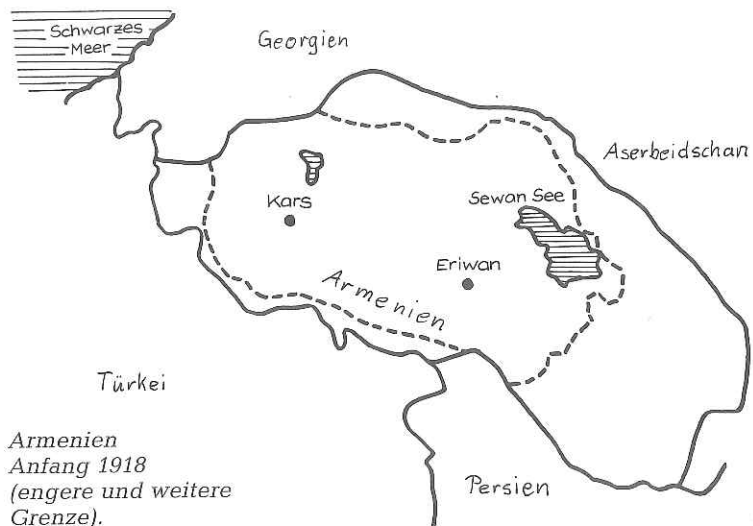 Schwarzes
Meer
Georgien
Aserbeidschan
Kars
Sewan See
Eriwan
Armenien
Türkei
Persien
Armenien
Anfang 1918
(engere und weitere
Grenze).